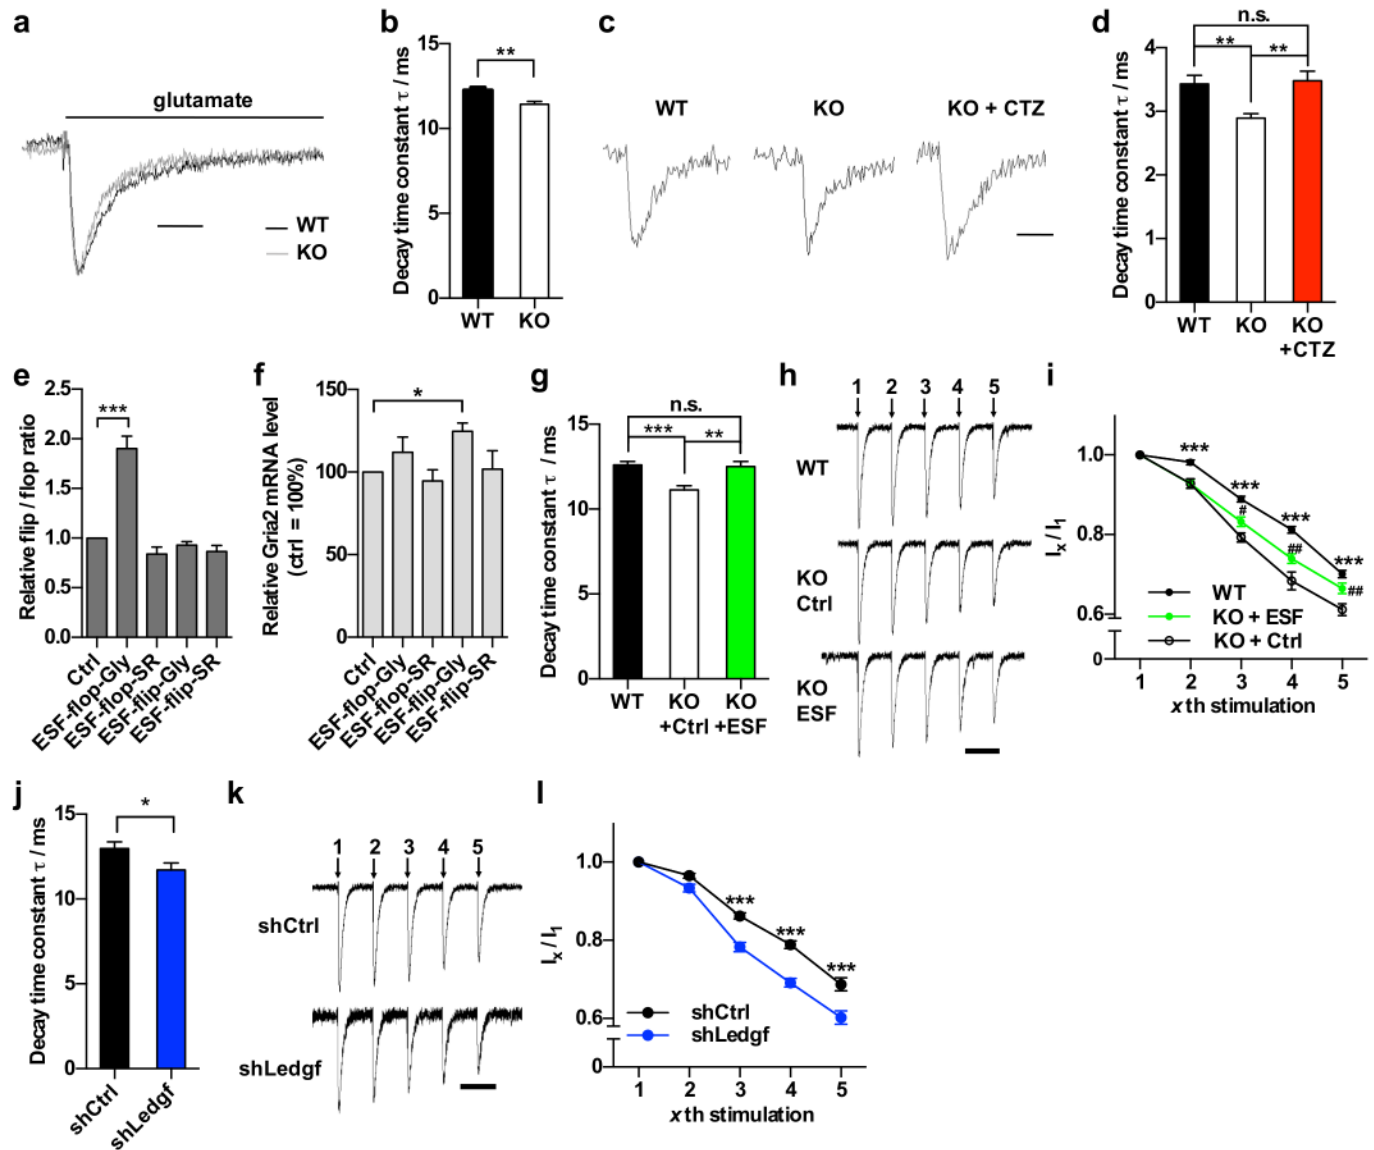 a
glutamate
WT
KO
b
Decay time constant τ / ms
15
10
5
0
**
WT
KO
c
WT
KO
KO + CTZ
d
Decay time constant τ / ms
4
3
2
1
0
n.s.
**
**
WT
KO
KO
+CTZ
e
Relative flip / flop ratio
2.5
2.0
1.5
1.0
0.5
0.0
***
Ctrl
ESF-flop-Gly
ESF-flop-SR
ESF-flip-Gly
ESF-flip-SR
f
Relative Gria2 mRNA level
(ctrl = 100%)
150
100
50
0
*
Ctrl
ESF-flop-Gly
ESF-flop-SR
ESF-flip-Gly
ESF-flip-SR
g
Decay time constant τ / ms
15
10
5
0
n.s.
***
**
WT
KO
+Ctrl
KO
+ESF
h
1 2 3 4 5
WT
KO
Ctrl
KO
ESF
i
Ix / I1
1.0
0.8
0.6
0
***
***
#
***
##
***
##
WT
KO + ESF
KO + Ctrl
1 2 3 4 5
xth stimulation
j
Decay time constant τ / ms
15
10
5
0
*
shCtrl
shLedgf
k
1 2 3 4 5
shCtrl
shLedgf
l
Ix / I1
1.0
0.8
0.6
0
***
***
***
shCtrl
shLedgf
1 2 3 4 5
xth stimulation